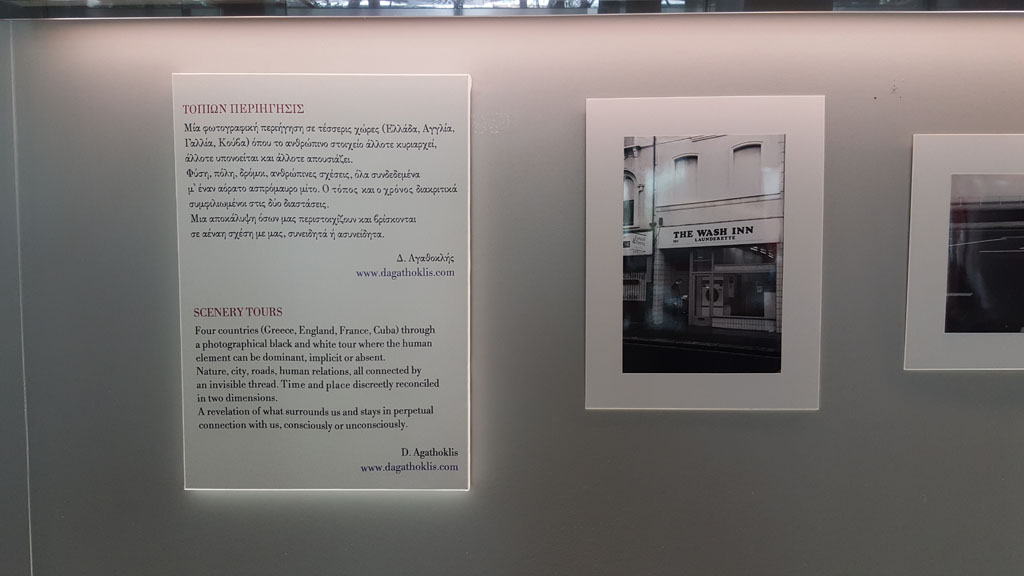 ΤΟΠΙΩΝ ΠΕΡΙΗΓΗΣΙΣ
Μία φωτογραφική περιήγηση σε τέσσερις χώρες (Ελλάδα, Αγγλία,
Γαλλία, Κούβα) όπου το ανθρώπινο στοιχείο άλλοτε κυριαρχεί,
άλλοτε υπονοείται και άλλοτε απουσιάζει.
Φύση, πόλη, δρόμοι, ανθρώπινες σχέσεις, όλα συνδεδεμένα
μ' έναν αόρατο ασπρόμαυρο μίτο. Ο τόπος και ο χρόνος διακριτικά
συμφιλιωμένοι στις δύο διαστάσεις.
Μια αποκάλυψη όσων μας περιστοιχίζουν και βρίσκονται
σε αέναη σχέση με μας, συνειδητά ή ασυνείδητα.
Δ. Αγαθοκλής
www.dagathoklis.com
SCENERY TOURS
Four countries (Greece, England, France, Cuba) through
a photographical black and white tour where the human
element can be dominant, implicit or absent.
Nature, city, roads, human relations, all connected by
an invisible thread. Time and place discreetly reconciled
in two dimensions.
A revelation of what surrounds us and stays in perpetual
connection with us, consciously or unconsciously.
D. Agathoklis
www.dagathoklis.com
THE WASH INN
LAUNDERETTE